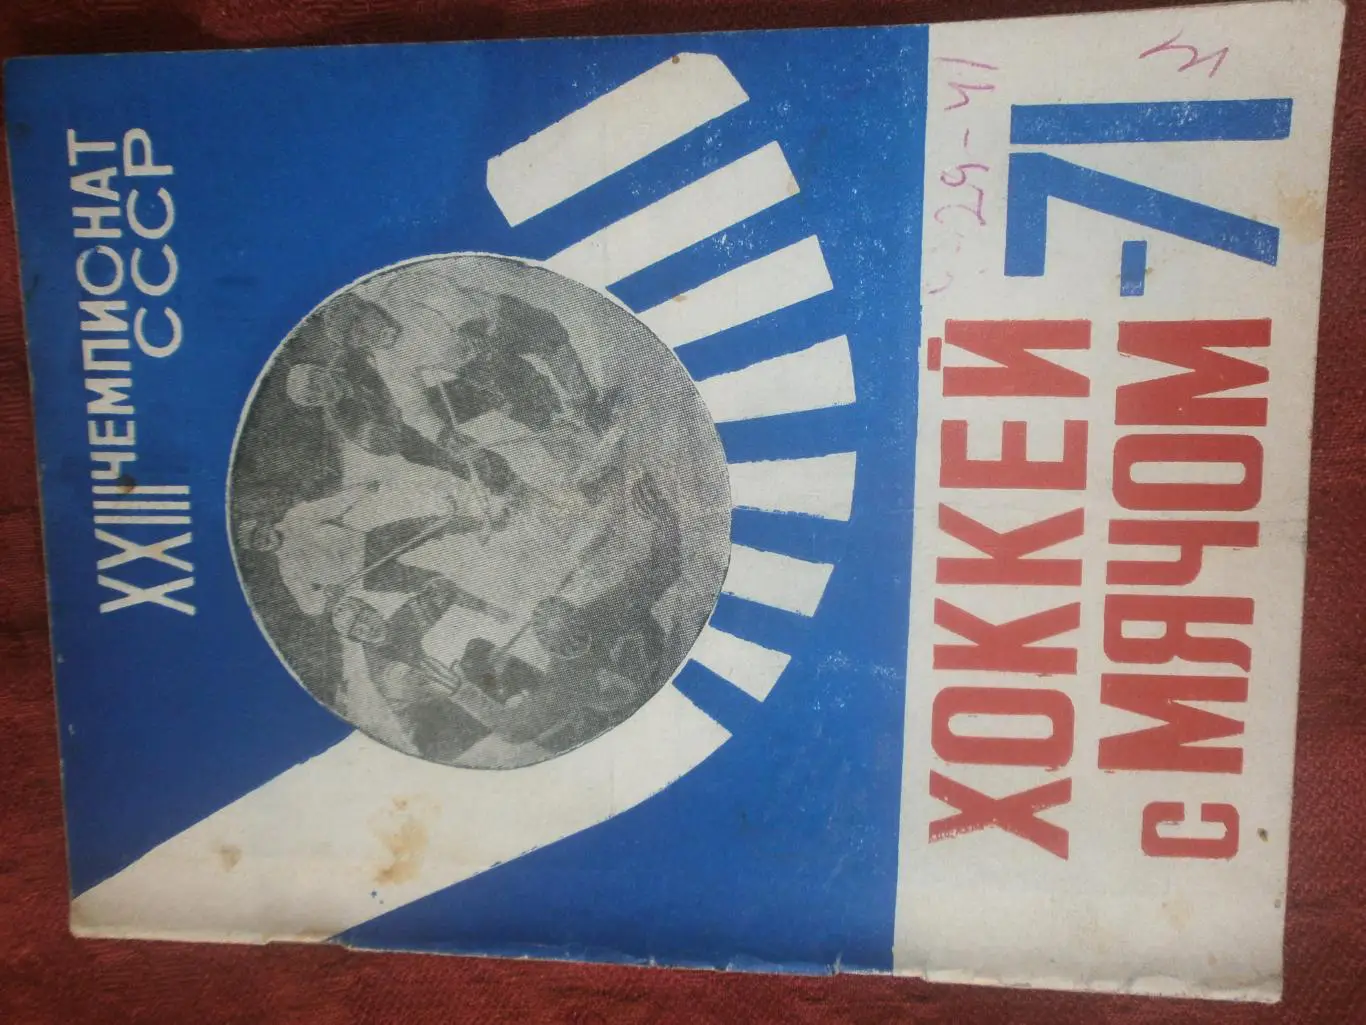 XXIII ЧЕМПИОНАТ
СССР
29-41
ХОККЕЙ
с МЯЧОМ-71